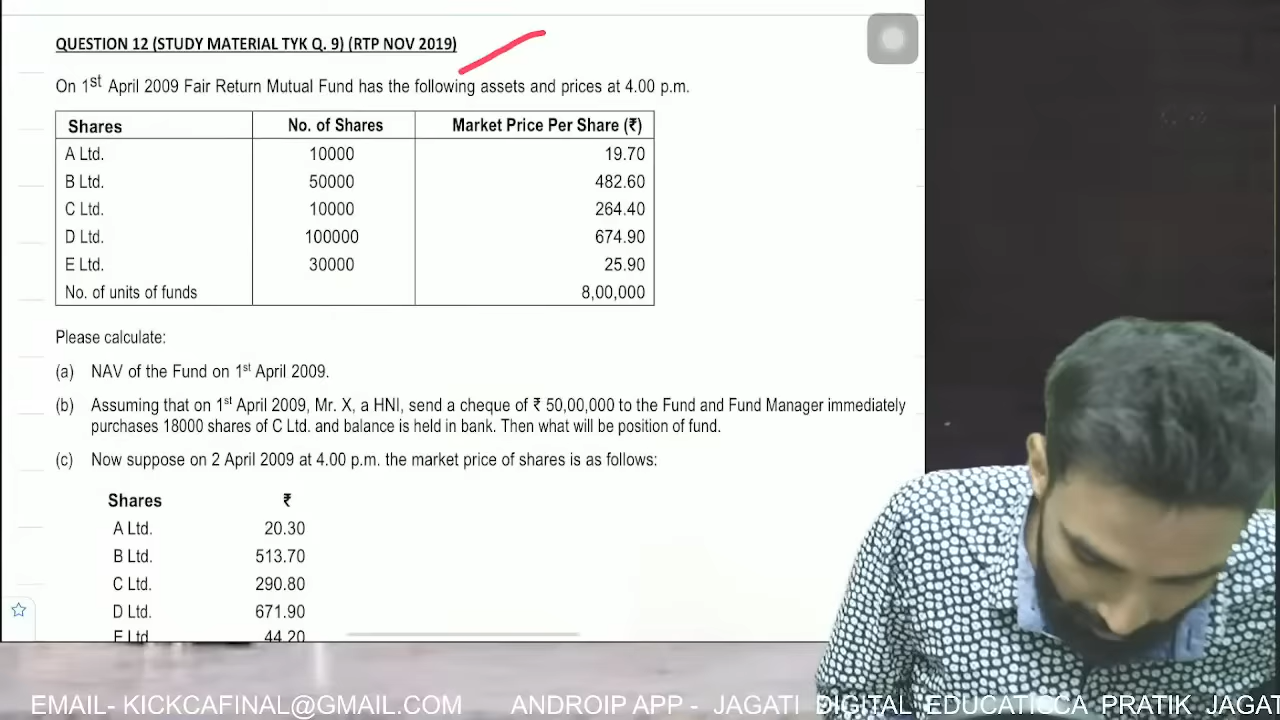 QUESTION 12 (STUDY MATERIAL TYK Q. 9) (RTP NOV 2019)
On 1st April 2009 Fair Return Mutual Fund has the following assets and prices at 4.00 p.m.
Shares No. of Shares Market Price Per Share (₹)
A Ltd. 10000 19.70
B Ltd. 50000 482.60
C Ltd. 10000 264.40
D Ltd. 100000 674.90
E Ltd. 30000 25.90
No. of units of funds 8,00,000
Please calculate:
(a) NAV of the Fund on 1st April 2009.
(b) Assuming that on 1st April 2009, Mr. X, a HNI, send a cheque of ₹ 50,00,000 to the Fund and Fund Manager immediately
purchases 18000 shares of C Ltd. and balance is held in bank. Then what will be position of fund.
(c) Now suppose on 2 April 2009 at 4.00 p.m. the market price of shares is as follows:
Shares ₹
A Ltd. 20.30
B Ltd. 513.70
C Ltd. 290.80
D Ltd. 671.90
E Ltd. 44.20
EMAIL- KICKCAFINAL@GMAIL.COM ANDROIP APP - JAGATI DIGITAL EDUCATICCA PRATIK JAGAT